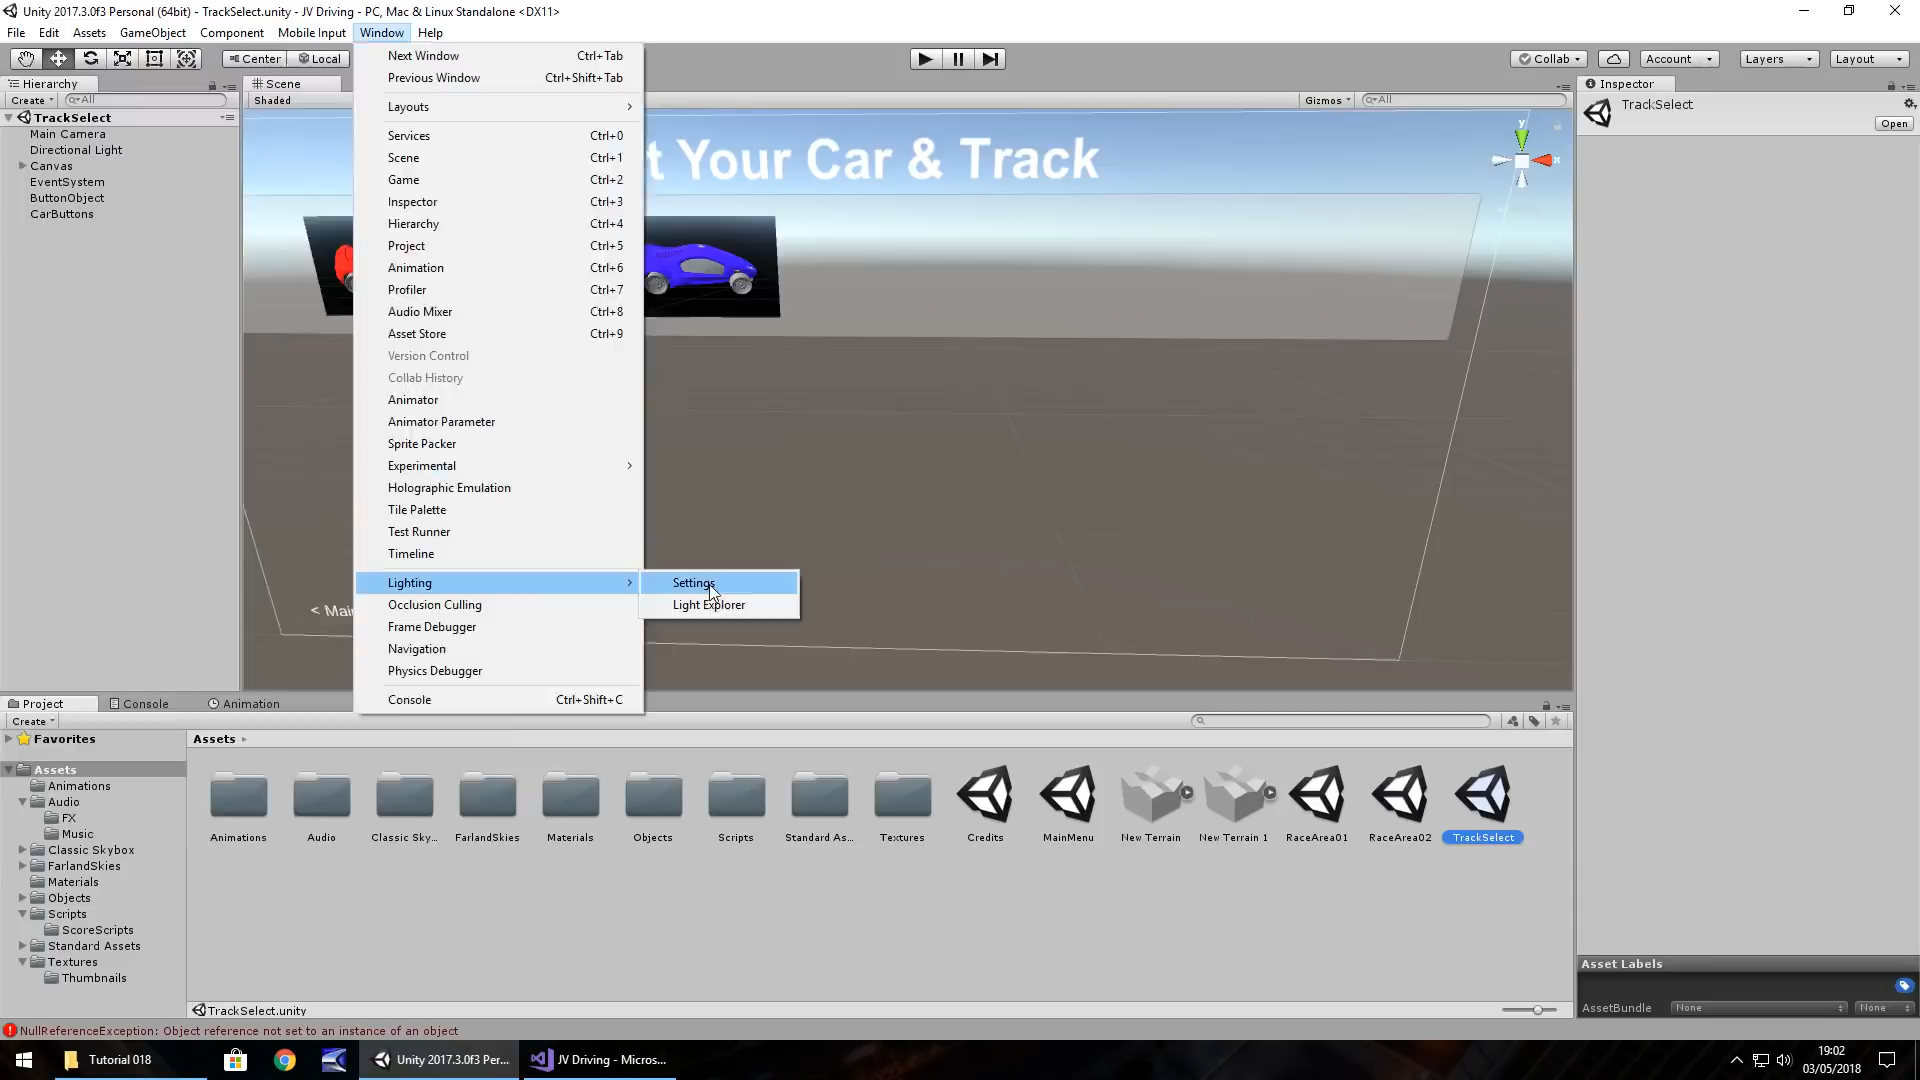 Unity 2017.3.0f3 Personal (64bit) - TrackSelect.unity - JV Driving - PC, Mac & Linux Standalone <DX11>
File Edit Assets GameObject Component Mobile Input Window Help
Center Local Collab Account Layers Layout
Hierarchy
Create All
TrackSelect
Main Camera
Directional Light
Canvas
EventSystem
ButtonObject
CarButtons
Scene
Shaded
Gizmos All
t Your Car & Track
y
x
< Mai
Next Window Ctrl+Tab
Previous Window Ctrl+Shift+Tab
Layouts
Services Ctrl+0
Scene Ctrl+1
Game Ctrl+2
Inspector Ctrl+3
Hierarchy Ctrl+4
Project Ctrl+5
Animation Ctrl+6
Profiler Ctrl+7
Audio Mixer Ctrl+8
Asset Store Ctrl+9
Version Control
Collab History
Animator
Animator Parameter
Sprite Packer
Experimental
Holographic Emulation
Tile Palette
Test Runner
Timeline
Lighting
Occlusion Culling
Frame Debugger
Navigation
Physics Debugger
Console Ctrl+Shift+C
Settings
Light Explorer
Inspector
TrackSelect
Open
Project Console Animation
Create
Favorites
Assets
Animations
Audio
FX
Music
Classic Skybox
FarlandSkies
Materials
Objects
Scripts
ScoreScripts
Standard Assets
Textures
Thumbnails
Assets
Animations Audio Classic Sky... FarlandSkies Materials Objects Scripts Standard As... Textures Credits MainMenu New Terrain New Terrain 1 RaceArea01 RaceArea02 TrackSelect
TrackSelect.unity
Asset Labels
AssetBundle None None
NullReferenceException: Object reference not set to an instance of an object
Tutorial 018 Unity 2017.3.0f3 Per... JV Driving - Micros...
19:02
03/05/2018